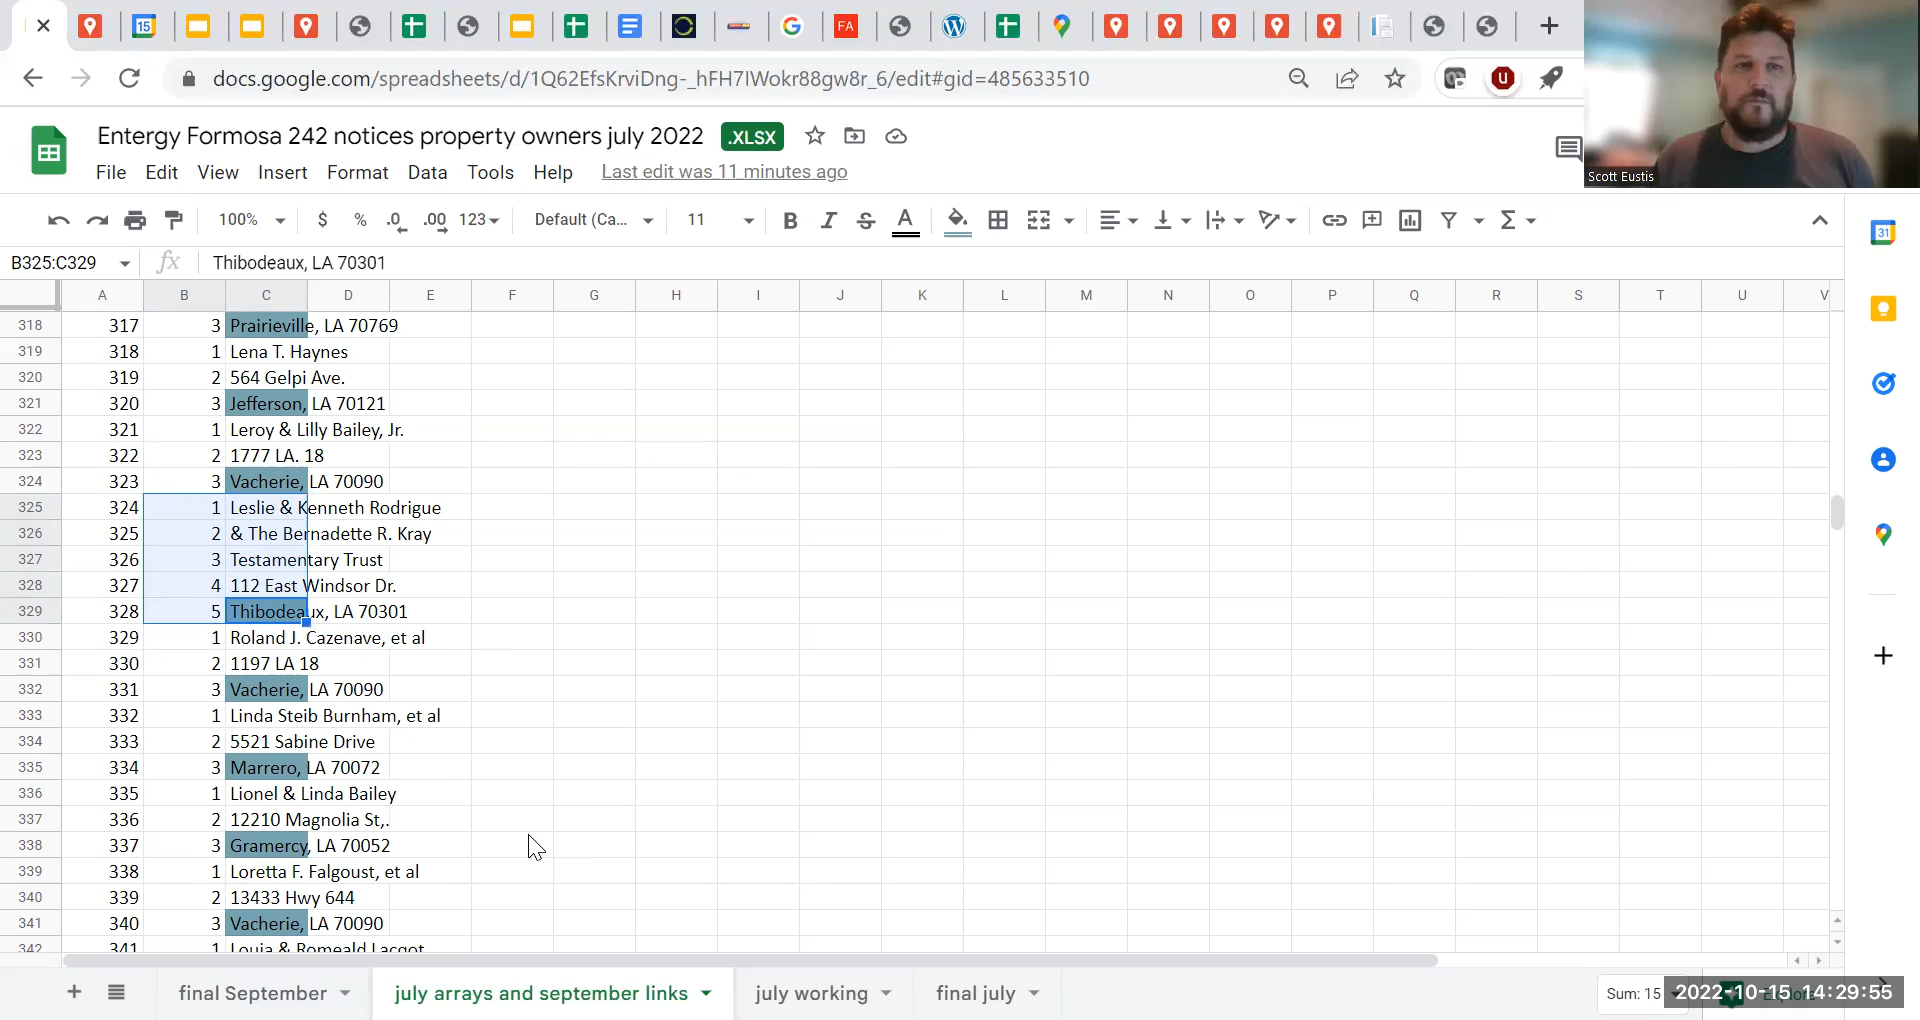 15
FA
docs.google.com/spreadsheets/d/1Q62EfsKrviDng-_hFH7lWokr88gw8r_6/edit#gid=485633510
Entergy Formosa 242 notices property owners july 2022 .XLSX
File Edit View Insert Format Data Tools Help Last edit was 11 minutes ago
Scott Eustis
100% $ % .0 .00 123 Default (Ca... 11 B I S A
31
B325:C329 fx Thibodeaux, LA 70301
A B C D E F G H I J K L M N O P Q R S T U V
318 317 3 Prairieville, LA 70769
319 318 1 Lena T. Haynes
320 319 2 564 Gelpi Ave.
321 320 3 Jefferson, LA 70121
322 321 1 Leroy & Lilly Bailey, Jr.
323 322 2 1777 LA. 18
324 323 3 Vacherie, LA 70090
325 324 1 Leslie & Kenneth Rodrigue
326 325 2 & The Bernadette R. Kray
327 326 3 Testamentary Trust
328 327 4 112 East Windsor Dr.
329 328 5 Thibodeaux, LA 70301
330 329 1 Roland J. Cazenave, et al
331 330 2 1197 LA 18
332 331 3 Vacherie, LA 70090
333 332 1 Linda Steib Burnham, et al
334 333 2 5521 Sabine Drive
335 334 3 Marrero, LA 70072
336 335 1 Lionel & Linda Bailey
337 336 2 12210 Magnolia St,.
338 337 3 Gramercy, LA 70052
339 338 1 Loretta F. Falgoust, et al
340 339 2 13433 Hwy 644
341 340 3 Vacherie, LA 70090
342 341 1 Louia & Romeald Lacqot
final September july arrays and september links july working final july Sum: 15 2022-10-15 14:29:55